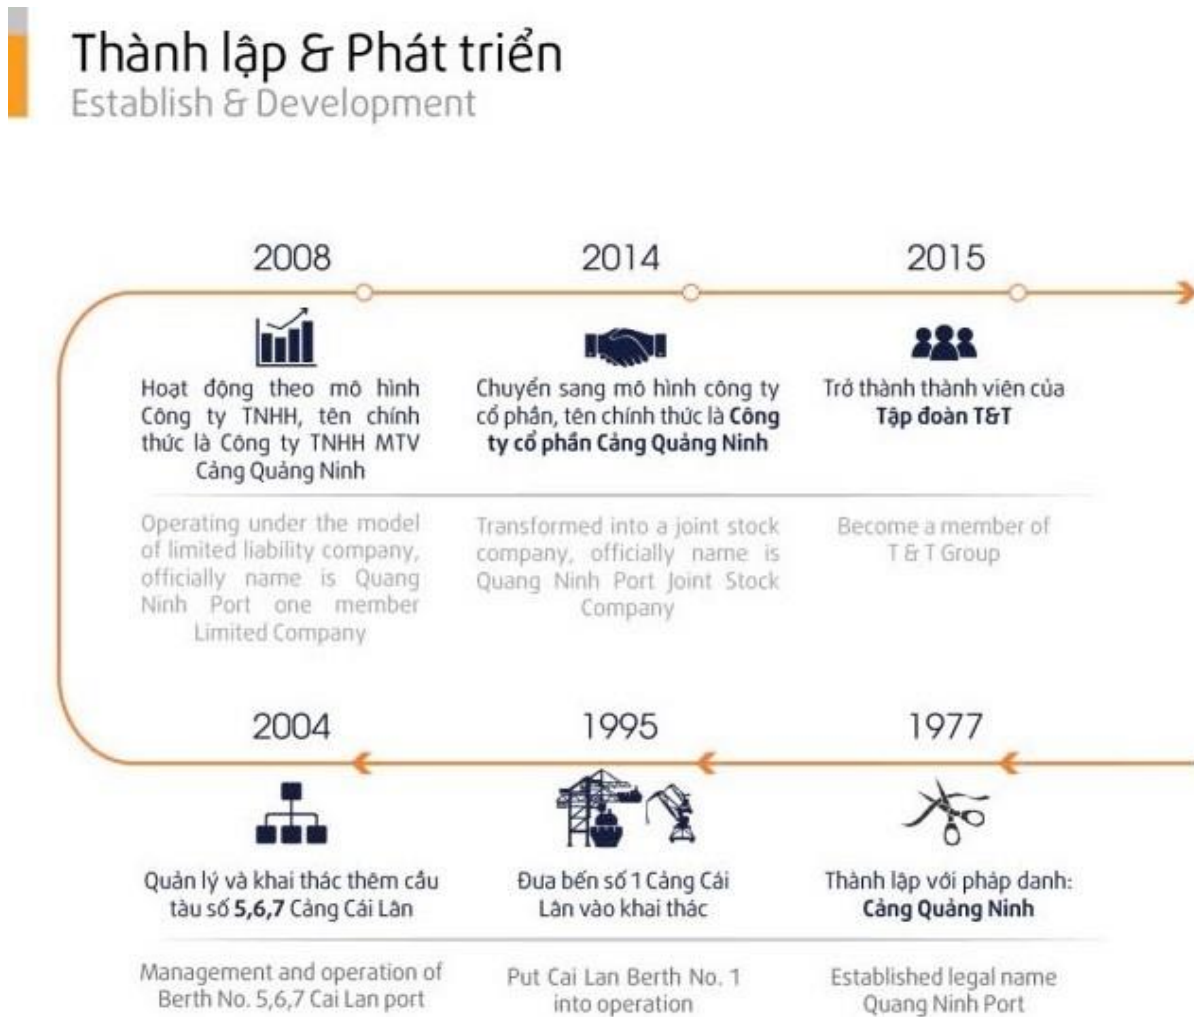 Thành lập & Phát triển
Establish & Development
2008
Hoạt động theo mô hình
Công ty TNHH, tên chính
thức là Công ty TNHH MTV
Cảng Quảng Ninh
Operating under the model
of limited liability company,
officially name is Quang
Ninh Port one member
Limited Company
2014
Chuyển sang mô hình công ty
cổ phần, tên chính thức là Công
ty cổ phần Cảng Quảng Ninh
Transformed into a joint stock
company, officially name is
Quang Ninh Port Joint Stock
Company
2015
Trở thành thành viên của
Tập đoàn T&T
Become a member of
T & T Group
2004
Quản lý và khai thác thêm cầu
tàu số 5,6,7 Cảng Cái Lân
Management and operation of
Berth No. 5,6,7 Cai Lan port
1995
Đưa bến số 1 Cảng Cái
Lân vào khai thác
Put Cai Lan Berth No. 1
into operation
1977
Thành lập với pháp danh:
Cảng Quảng Ninh
Established legal name
Quang Ninh Port